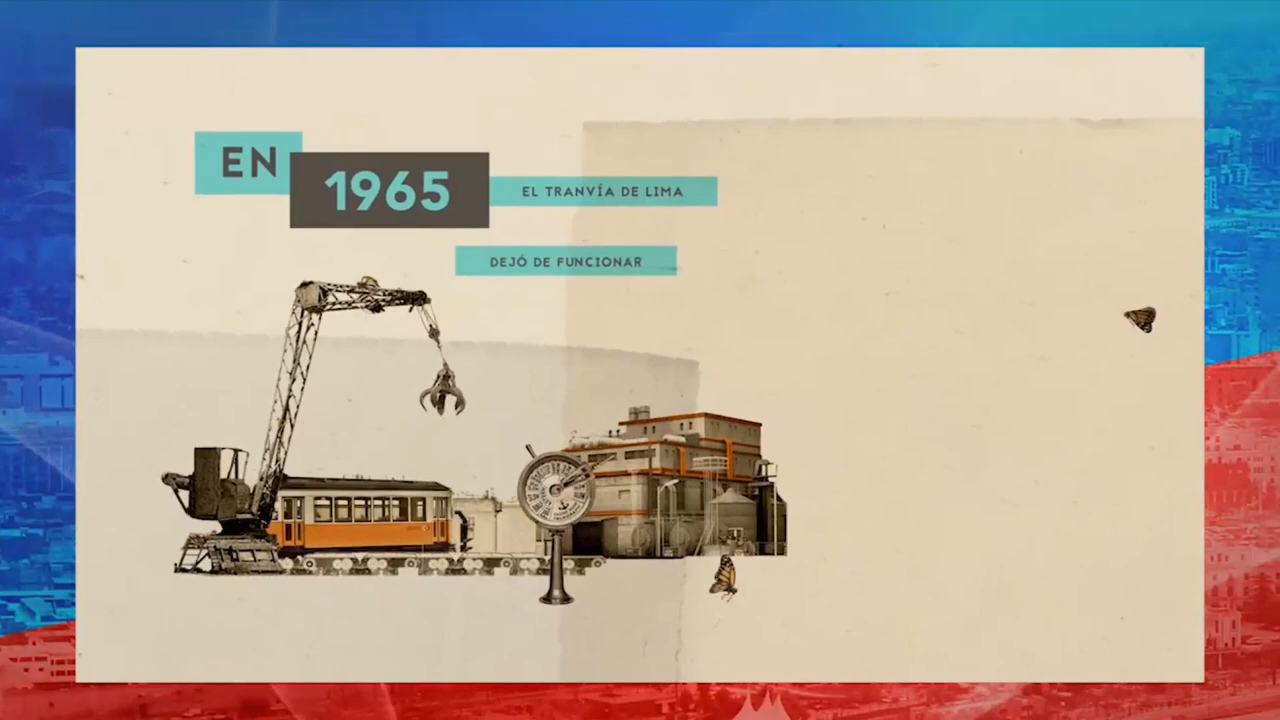 EN
1965
EL TRANVÍA DE LIMA
DEJÓ DE FUNCIONAR